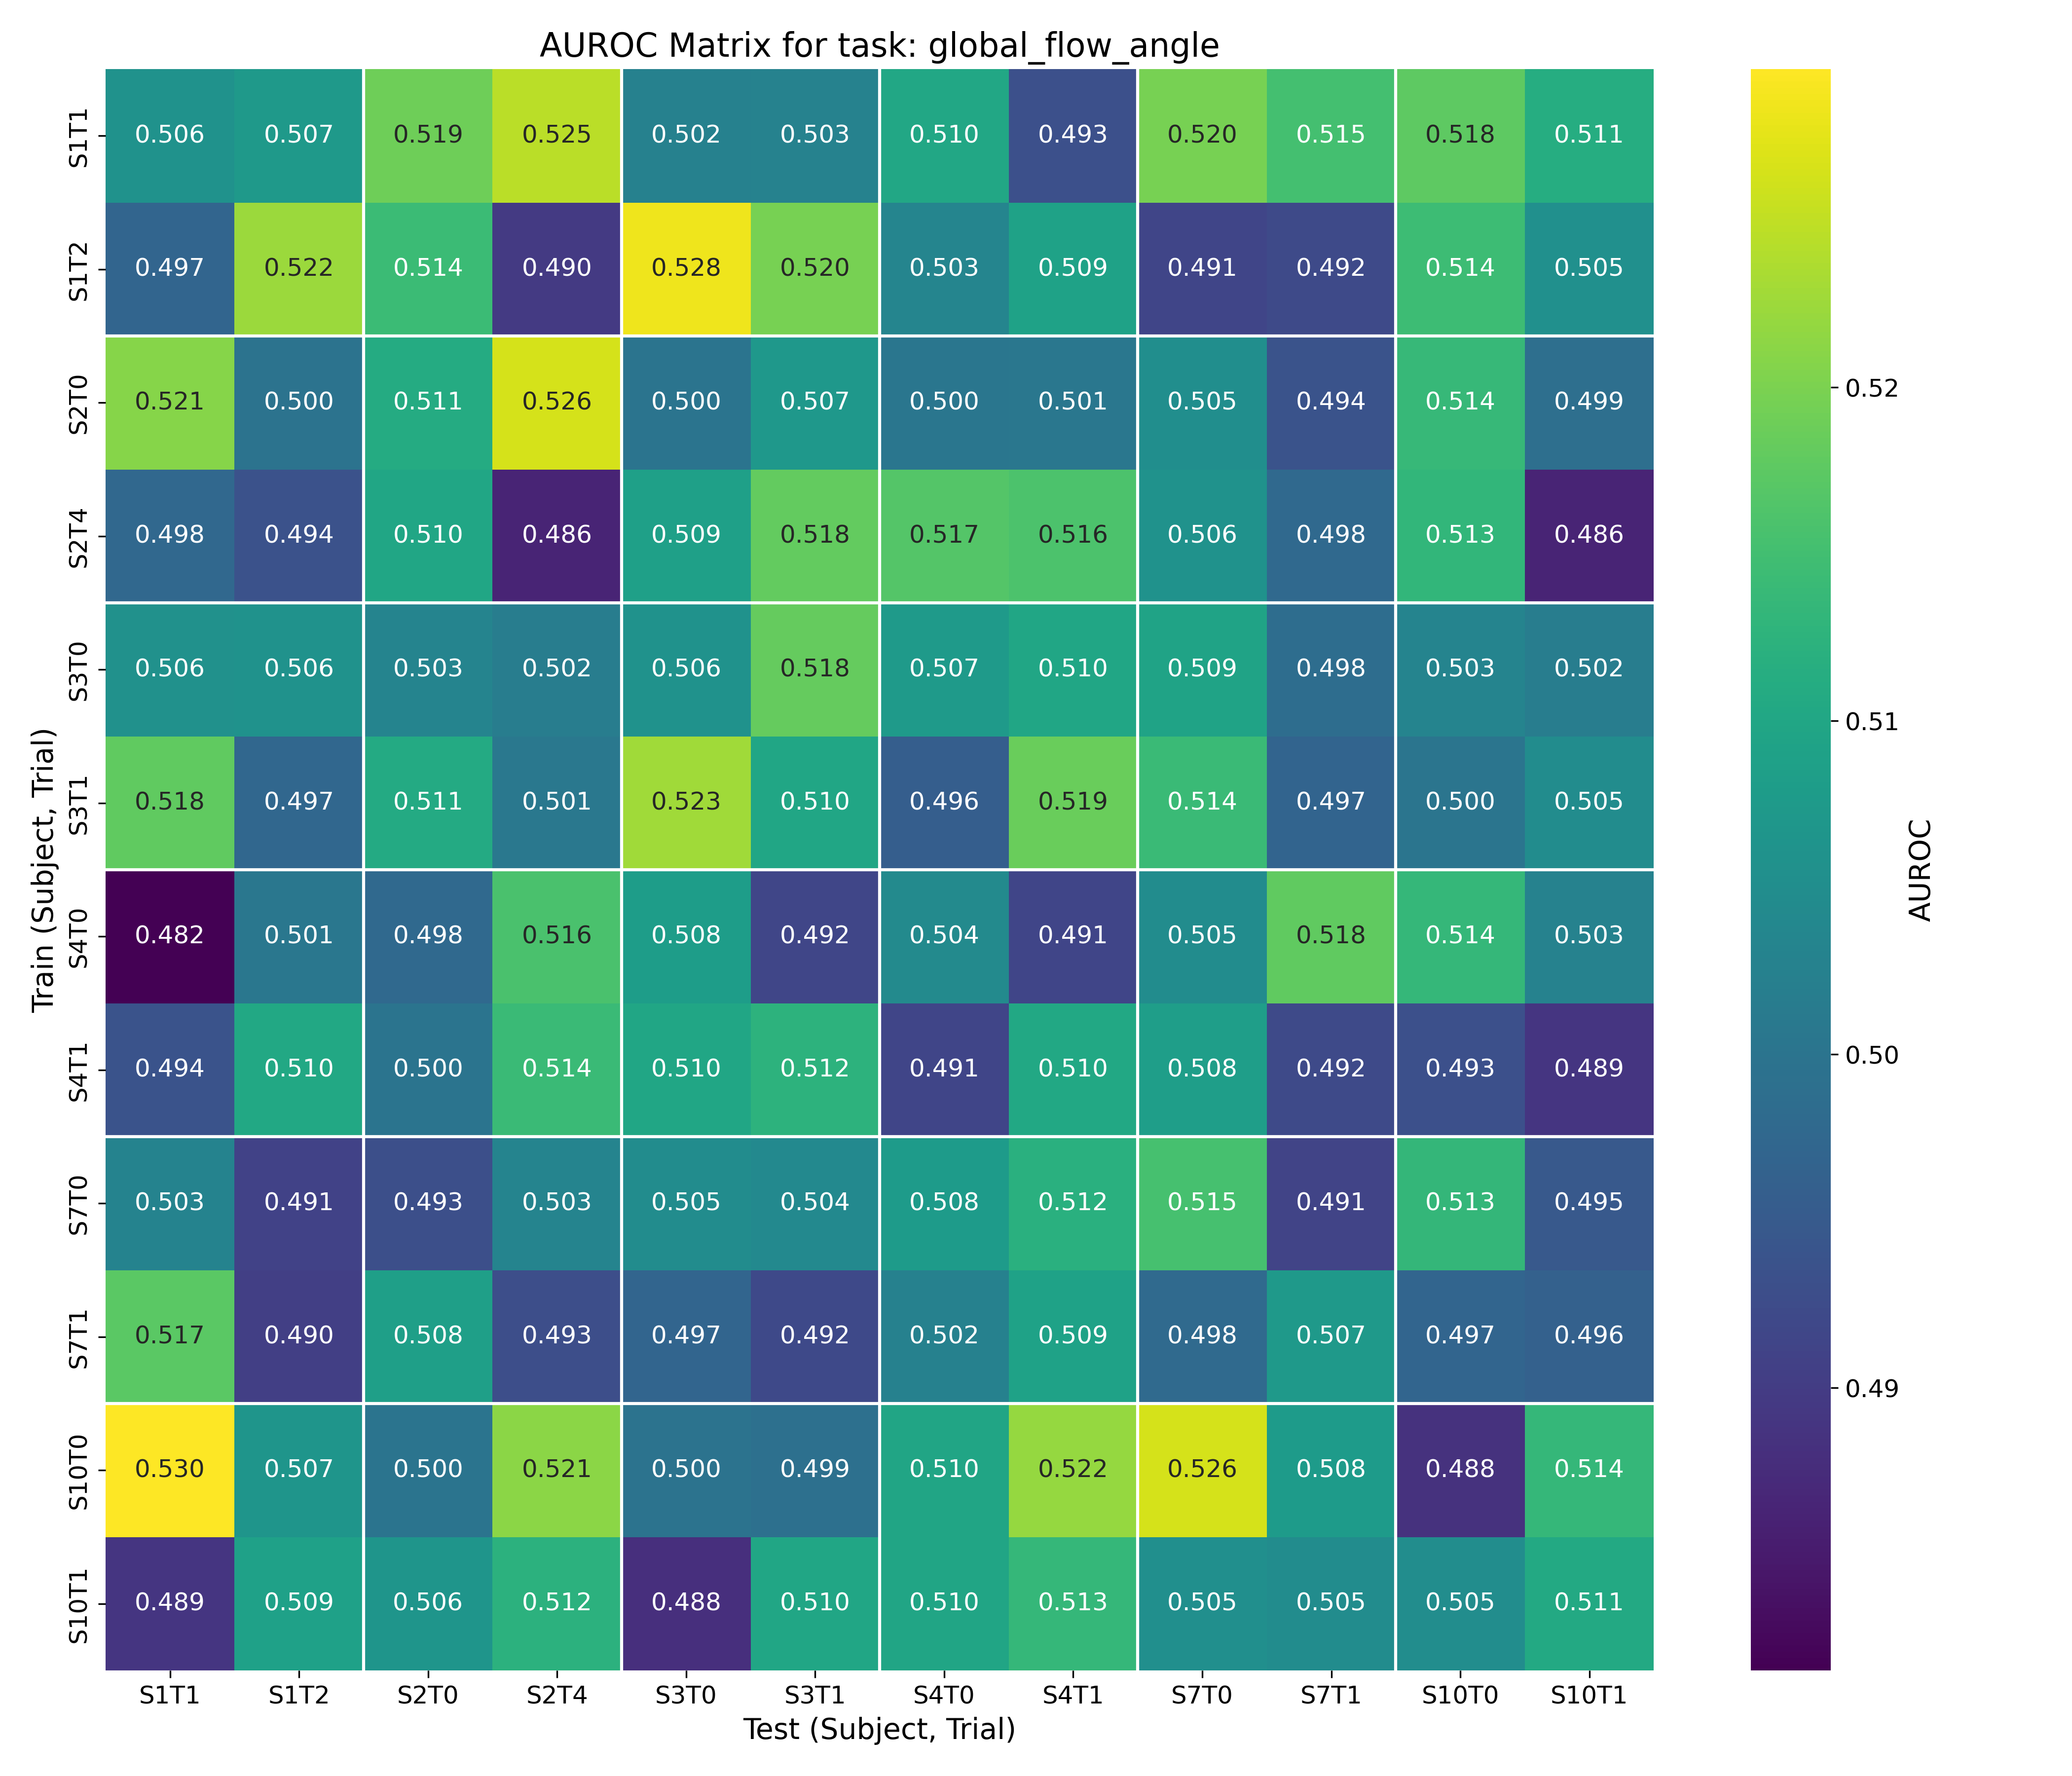 AUROC Matrix for task: global_flow_angle
Train (Subject, Trial)
S1T1 0.506 0.507 0.519 0.525 0.502 0.503 0.510 0.493 0.520 0.515 0.518 0.511
S1T2 0.497 0.522 0.514 0.490 0.528 0.520 0.503 0.509 0.491 0.492 0.514 0.505
S2T0 0.521 0.500 0.511 0.526 0.500 0.507 0.500 0.501 0.505 0.494 0.514 0.499
S2T4 0.498 0.494 0.510 0.486 0.509 0.518 0.517 0.516 0.506 0.498 0.513 0.486
S3T0 0.506 0.506 0.503 0.502 0.506 0.518 0.507 0.510 0.509 0.498 0.503 0.502
S3T1 0.518 0.497 0.511 0.501 0.523 0.510 0.496 0.519 0.514 0.497 0.500 0.505
S4T0 0.482 0.501 0.498 0.516 0.508 0.492 0.504 0.491 0.505 0.518 0.514 0.503
S4T1 0.494 0.510 0.500 0.514 0.510 0.512 0.491 0.510 0.508 0.492 0.493 0.489
S7T0 0.503 0.491 0.493 0.503 0.505 0.504 0.508 0.512 0.515 0.491 0.513 0.495
S7T1 0.517 0.490 0.508 0.493 0.497 0.492 0.502 0.509 0.498 0.507 0.497 0.496
S10T0 0.530 0.507 0.500 0.521 0.500 0.499 0.510 0.522 0.526 0.508 0.488 0.514
S10T1 0.489 0.509 0.506 0.512 0.488 0.510 0.510 0.513 0.505 0.505 0.505 0.511
S1T1 S1T2 S2T0 S2T4 S3T0 S3T1 S4T0 S4T1 S7T0 S7T1 S10T0 S10T1
Test (Subject, Trial)
0.52
0.51
0.50
0.49
AUROC